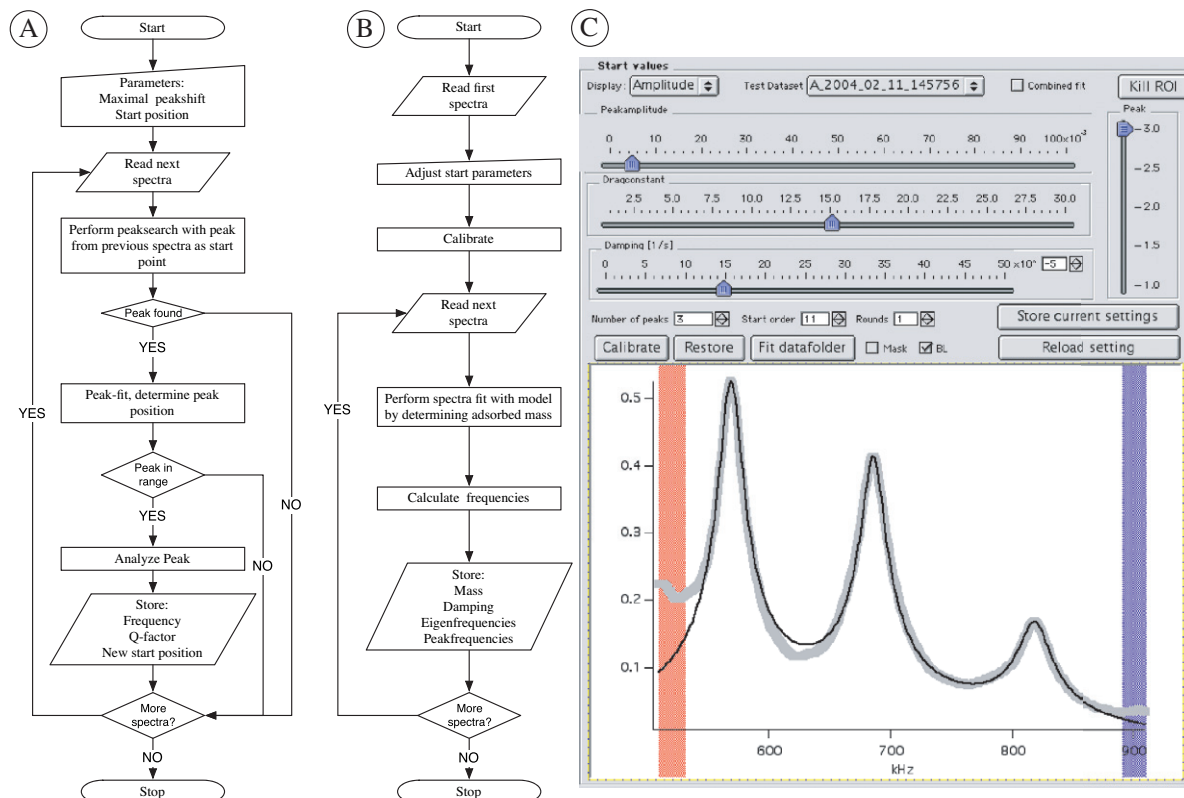 A
Start
Parameters:
Maximal peakshift
Start position
Read next
spectra
Perform peaksearch with peak
from previous spectra as start
point
Peak found
YES
Peak-fit, determine peak
position
YES
Peak in
range
NO
YES
Analyze Peak
NO
Store:
Frequency
Q-factor
New start position
More
spectra?
NO
Stop
B
Start
Read first
spectra
Adjust start parameters
Calibrate
Read next
spectra
YES
Perform spectra fit with model
by determining adsorbed mass
Calculate frequencies
Store:
Mass
Damping
Eigenfrequencies
Peakfrequencies
More
spectra?
NO
Stop
C
Start values
Display: Amplitude Test Dataset A_2004_02_11_145756 Combined fit Kill ROI
Peakamplitude
0 10 20 30 40 50 60 70 80 90 100x10⁻³
Dragconstant
2.5 5.0 7.5 10.0 12.5 15.0 17.5 20.0 22.5 25.0 27.5 30.0
Damping [1/s]
0 5 10 15 20 25 30 35 40 45 50 x10^ -5
Peak
3.0
2.5
2.0
1.5
1.0
Number of peaks 3 Start order 11 Rounds 1 Store current settings
Calibrate Restore Fit datafolder Mask BL Reload setting
0.5
0.4
0.3
0.2
0.1
600 700 800 900
kHz